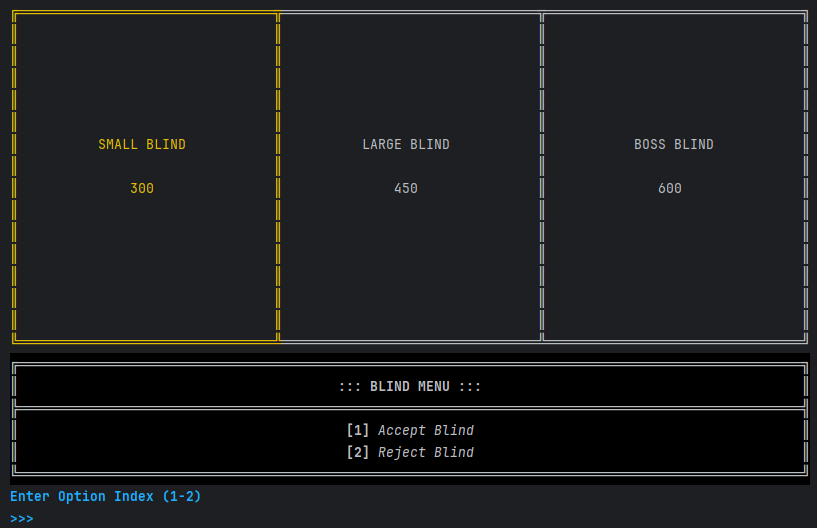 SMALL BLIND LARGE BLIND BOSS BLIND
300 450 600
::: BLIND MENU :::
[1] Accept Blind
[2] Reject Blind
Enter Option Index (1-2)
>>>